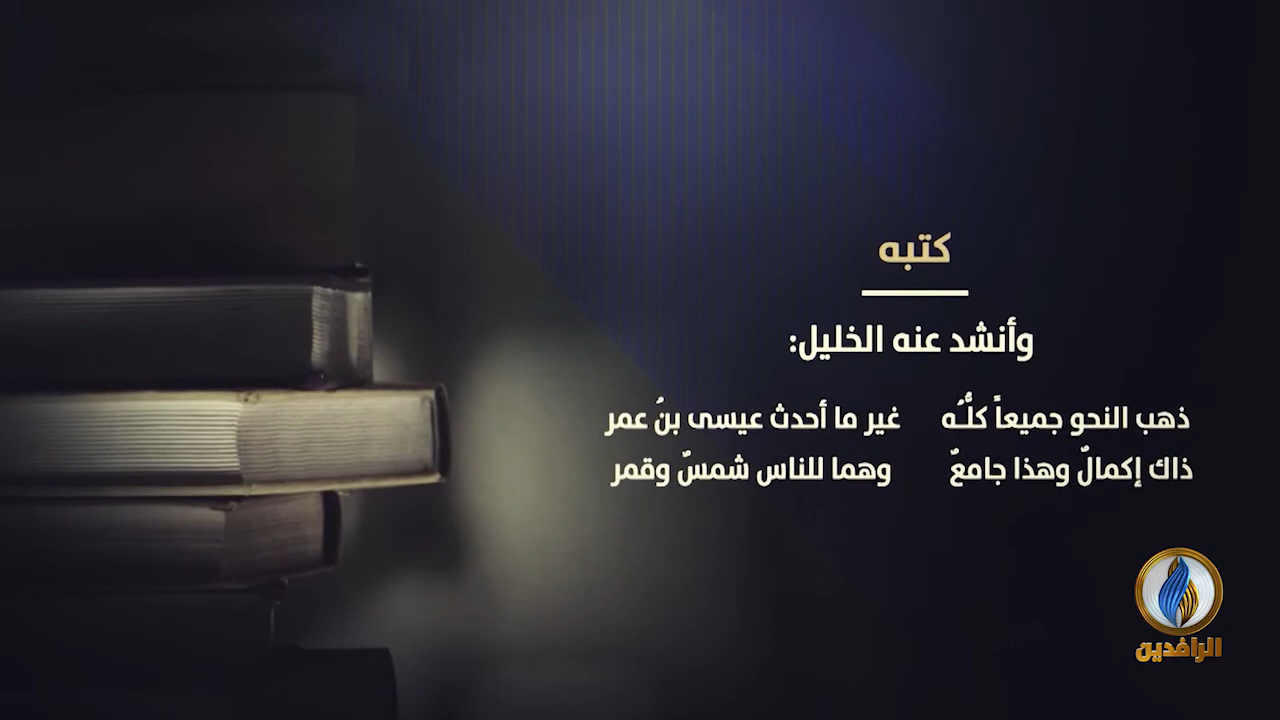 كتبه
وأنشد عنه الخليل:
ذهب النحو جميعاً كلُّـه غير ما أحدث عيسى بنُ عمر
ذاك إكمالٌ وهذا جامعٌ وهما للناس شمسٌ وقمر
الرافدين